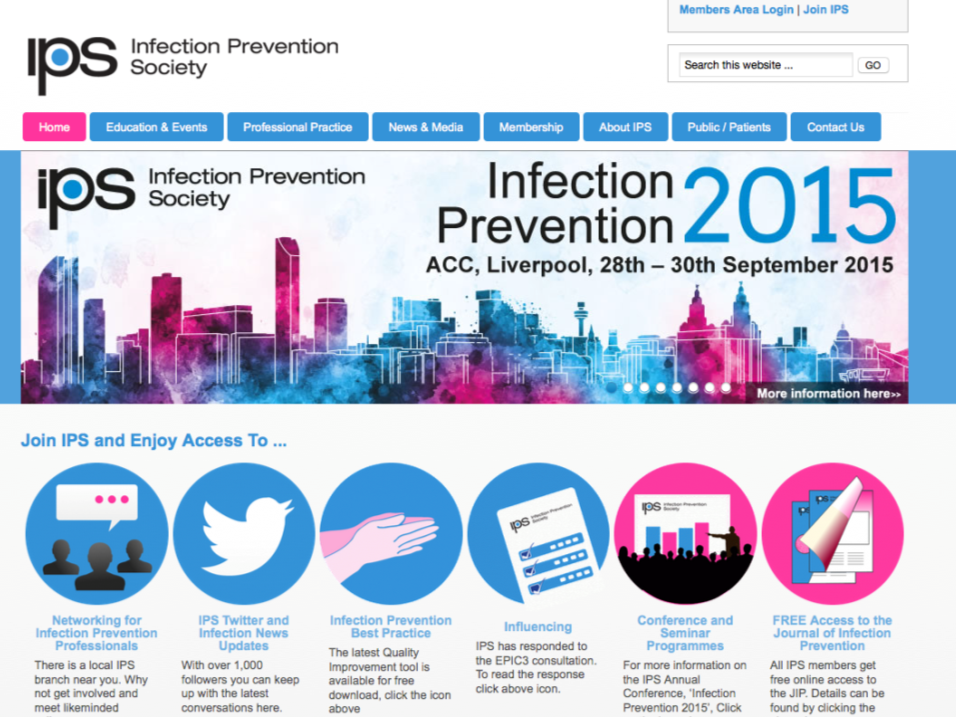 Members Area Login | Join IPS
IPS Infection Prevention
Society
Search this website ...
GO
Home
Education & Events
Professional Practice
News & Media
Membership
About IPS
Public / Patients
Contact Us
ips Infection Prevention
Society
Infection
Prevention 2015
ACC, Liverpool, 28th – 30th September 2015
More information here>>
Join IPS and Enjoy Access To ...
IPS Infection Prevention
Society
IPS Infection Prevention
Society
IPS
IPS
Networking for
Infection Prevention
Professionals
There is a local IPS
branch near you. Why
not get involved and
meet likeminded
IPS Twitter and
Infection News
Updates
With over 1,000
followers you can keep
up with the latest
conversations here.
Infection Prevention
Best Practice
The latest Quality
Improvement tool is
available for free
download, click the icon
above
Influencing
IPS has responded to
the EPIC3 consultation.
To read the response
click above icon.
Conference and
Seminar
Programmes
For more information on
the IPS Annual
Conference, 'Infection
Prevention 2015', Click
FREE Access to the
Journal of Infection
Prevention
All IPS members get
free online access to
the JIP. Details can be
found by clicking the